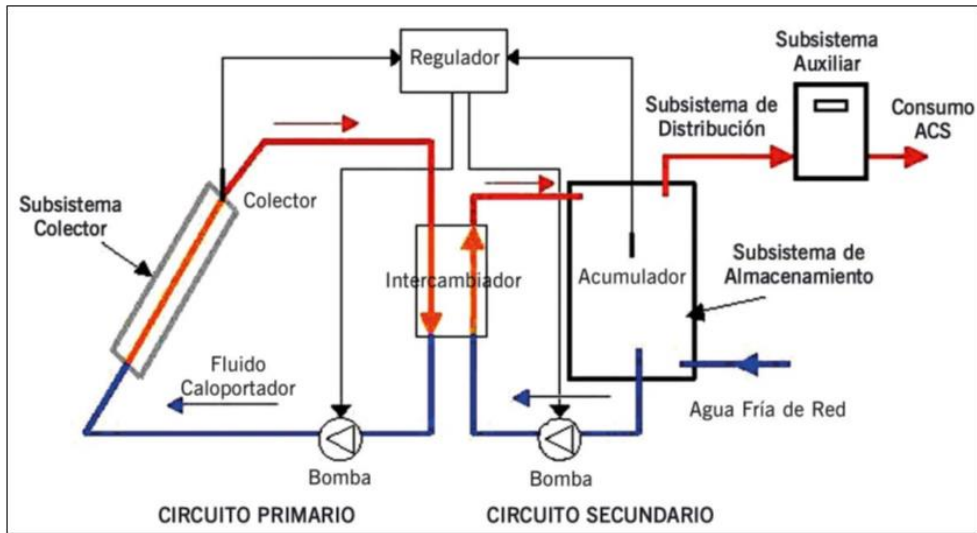 Subsistema
Auxiliar
Regulador
Subsistema de
Distribución
Consumo
ACS
Colector
Subsistema
Colector
Intercambiador
Acumulador
Subsistema de
Almacenamiento
Fluido
Caloportador
Agua Fría de Red
Bomba
Bomba
CIRCUITO PRIMARIO
CIRCUITO SECUNDARIO